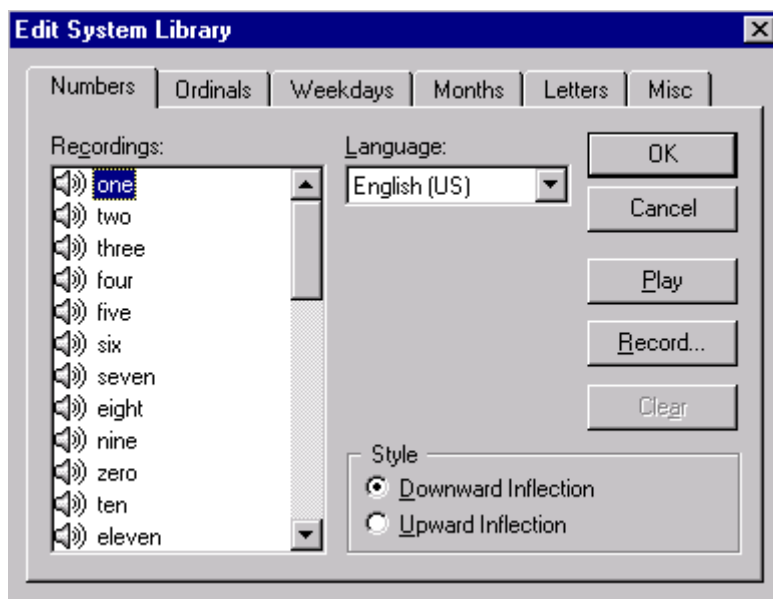 Edit System Library
Numbers
Ordinals
Weekdays
Months
Letters
Misc
Recordings:
one
two
three
four
five
six
seven
eight
nine
zero
ten
eleven
Language:
English (US)
OK
Cancel
Play
Record...
Clear
Style
Downward Inflection
Upward Inflection